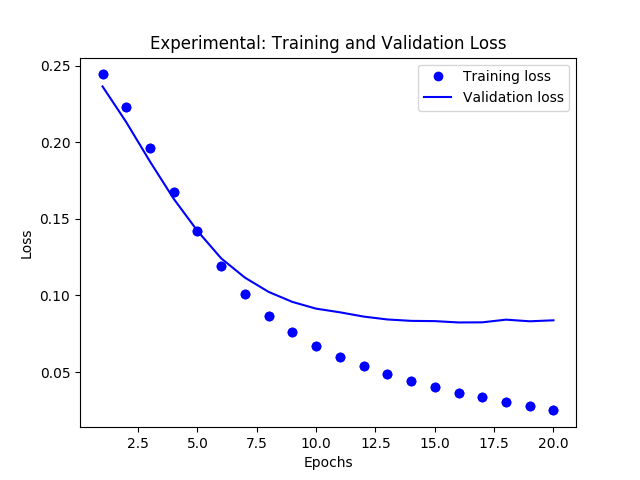 Experimental: Training and Validation Loss
Training loss
Validation loss
0.25
0.20
0.15
0.10
0.05
Loss
2.5 5.0 7.5 10.0 12.5 15.0 17.5 20.0
Epochs